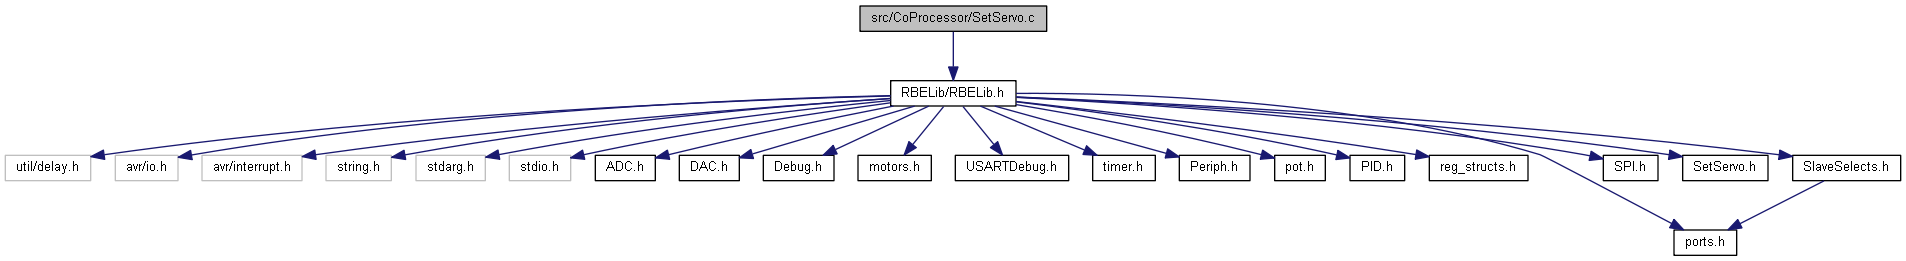 src/CoProcessor/SetServo.c
RBELib/RBELib.h
util/delay.h
avr/io.h
avr/interrupt.h
string.h
stdarg.h
stdio.h
ADC.h
DAC.h
Debug.h
motors.h
USARTDebug.h
timer.h
Periph.h
pot.h
PID.h
reg_structs.h
SPI.h
SetServo.h
SlaveSelects.h
ports.h